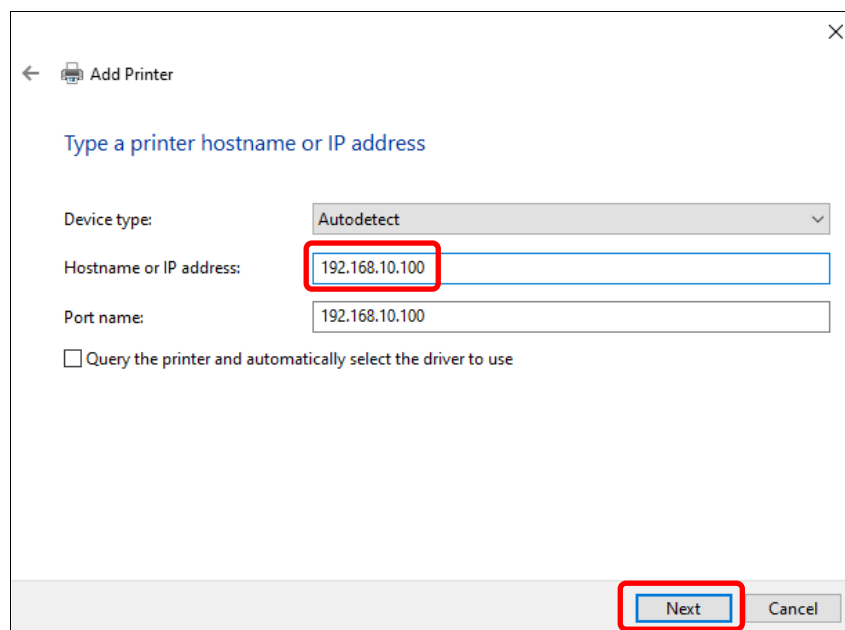 Add Printer
Type a printer hostname or IP address
Device type: Autodetect
Hostname or IP address: 192.168.10.100
Port name: 192.168.10.100
Query the printer and automatically select the driver to use
Next Cancel